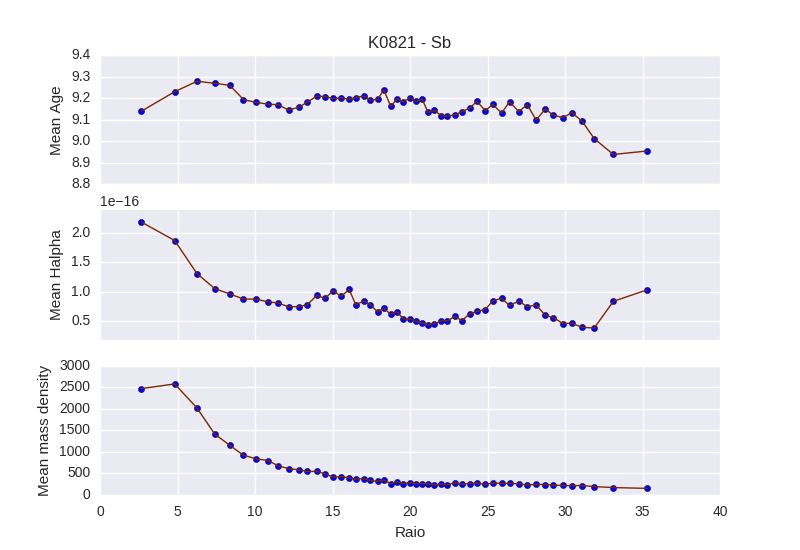 K0821 - Sb
9.4
9.3
9.2
9.1
9.0
8.9
8.8
Mean Age
1e−16
2.0
1.5
1.0
0.5
Mean Halpha
3000
2500
2000
1500
1000
500
0
Mean mass density
0 5 10 15 20 25 30 35 40
Raio